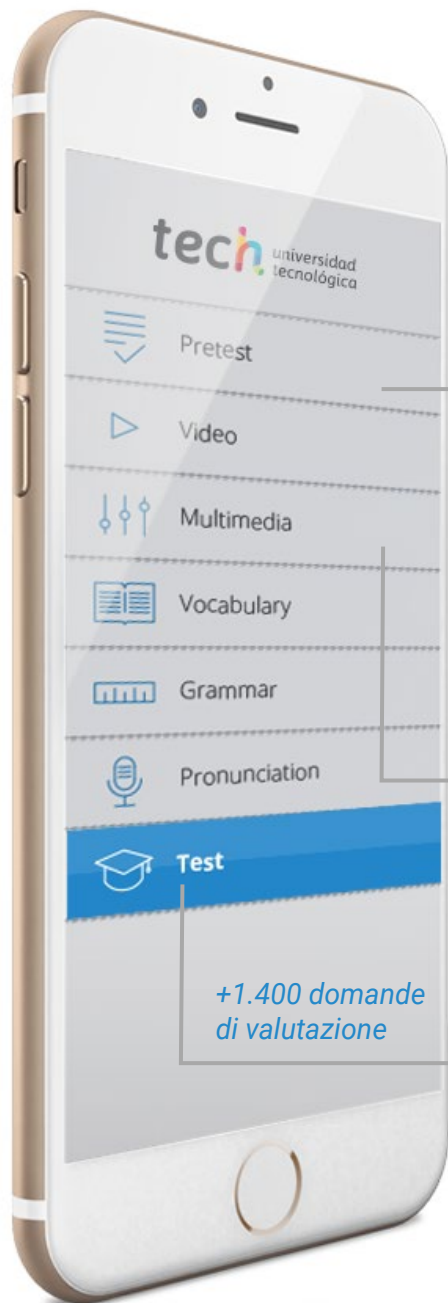 tech universidad
tecnológica
Pretest
Video
Multimedia
Vocabulary
Grammar
Pronunciation
Test
+1.400 domande
di valutazione